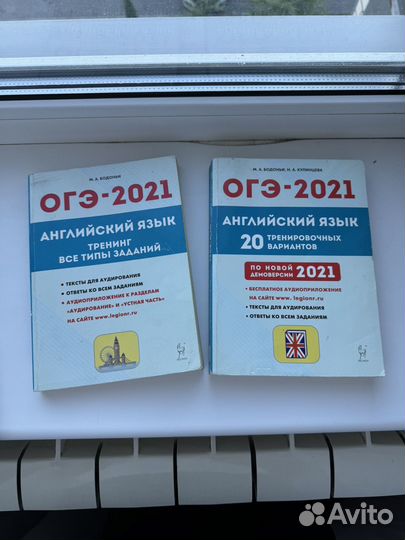 М. А. БОДОНЬИ
ОГЭ-2021
АНГЛИЙСКИЙ ЯЗЫК
ТРЕНИНГ
ВСЕ ТИПЫ ЗАДАНИЙ
• ТЕКСТЫ ДЛЯ АУДИРОВАНИЯ
• ОТВЕТЫ КО ВСЕМ ЗАДАНИЯМ
• АУДИОПРИЛОЖЕНИЕ К РАЗДЕЛАМ
«АУДИРОВАНИЕ» И «УСТНАЯ ЧАСТЬ»
НА САЙТЕ www.legionr.ru
М. А. БОДОНЬИ, Н. А. КУПИНЦЕВА
ОГЭ-2021
АНГЛИЙСКИЙ ЯЗЫК
20 ТРЕНИРОВОЧНЫХ
ВАРИАНТОВ
ПО НОВОЙ
ДЕМОВЕРСИИ 2021
• БЕСПЛАТНОЕ АУДИОПРИЛОЖЕНИЕ
НА САЙТЕ www.legionr.ru
• ТЕКСТЫ ДЛЯ АУДИРОВАНИЯ
• ОТВЕТЫ КО ВСЕМ ЗАДАНИЯМ
Avito